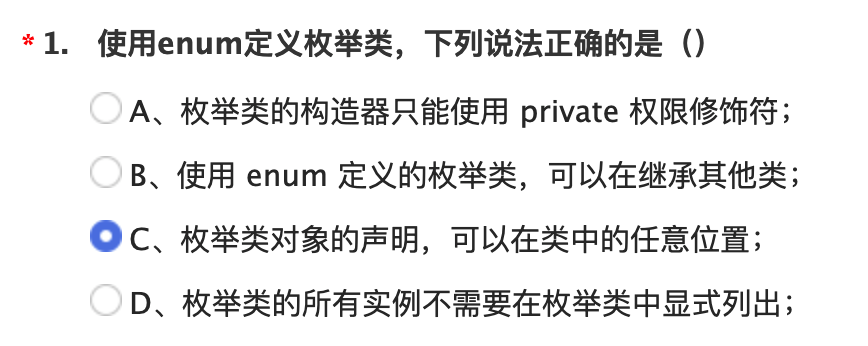 * 1. 使用enum定义枚举类，下列说法正确的是（）
A、枚举类的构造器只能使用 private 权限修饰符；
B、使用 enum 定义的枚举类，可以在继承其他类；
C、枚举类对象的声明，可以在类中的任意位置；
D、枚举类的所有实例不需要在枚举类中显式列出；